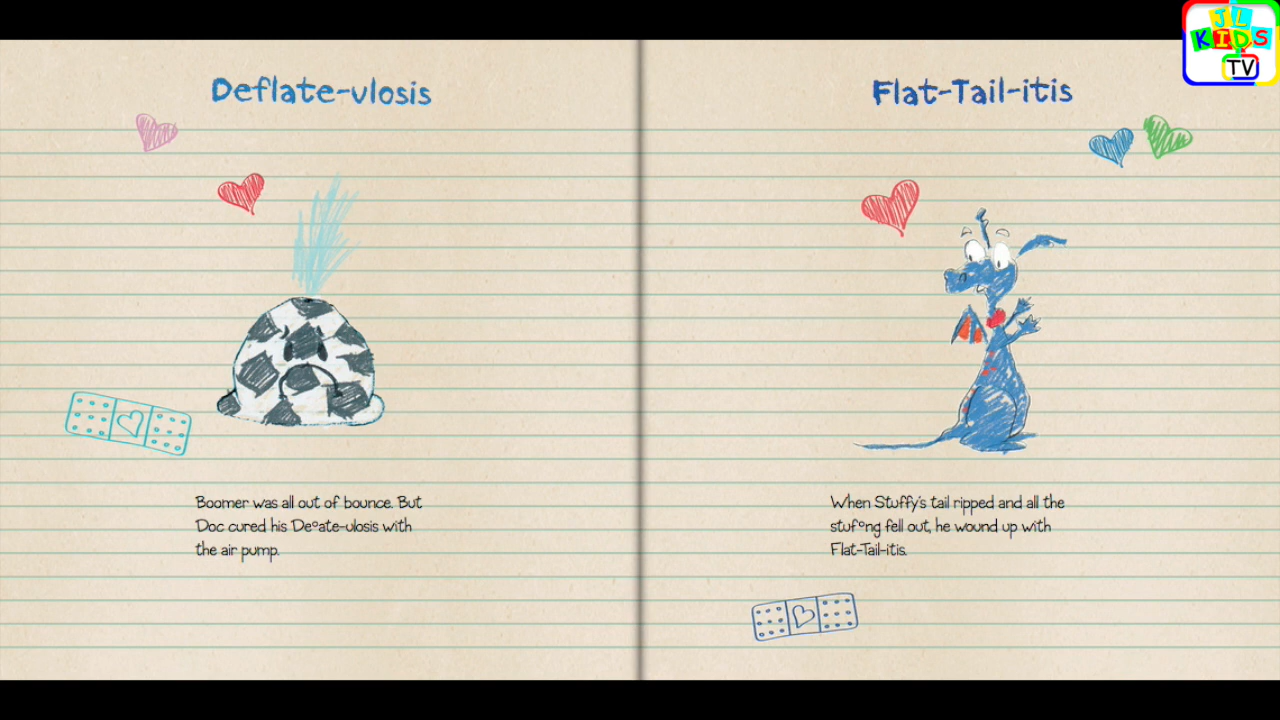 JL
KIDS
TV
Deflate-vlosis
Boomer was all out of bounce. But
Doc cured his De°ate-ulosis with
the air pump.
Flat-Tail-itis
When Stuffy's tail ripped and all the
stuf°ng fell out, he wound up with
Flat-Tail-itis.